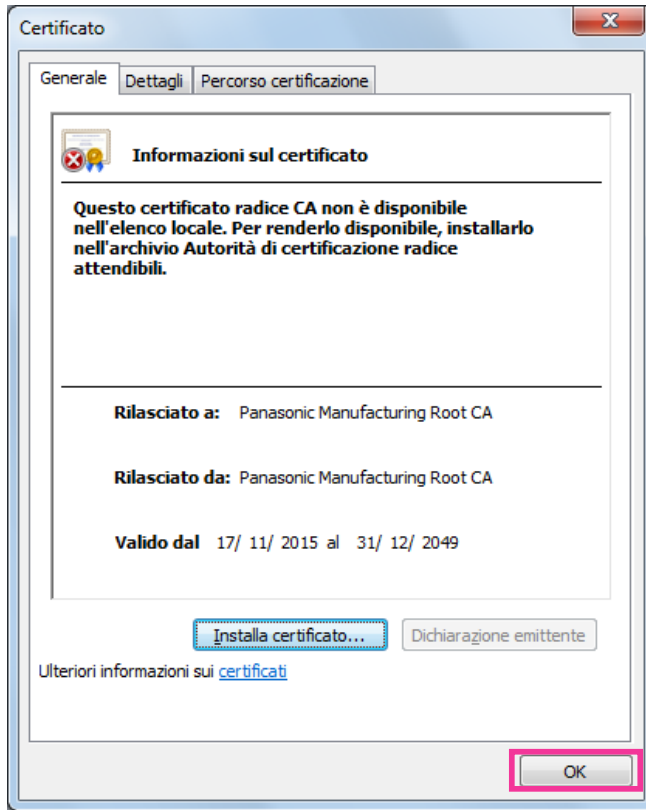 Certificato
Generale Dettagli Percorso certificazione
Informazioni sul certificato
Questo certificato radice CA non è disponibile
nell'elenco locale. Per renderlo disponibile, installarlo
nell'archivio Autorità di certificazione radice
attendibili.
Rilasciato a: Panasonic Manufacturing Root CA
Rilasciato da: Panasonic Manufacturing Root CA
Valido dal 17/ 11/ 2015 al 31/ 12/ 2049
Installa certificato... Dichiarazione emittente
Ulteriori informazioni sui certificati
OK